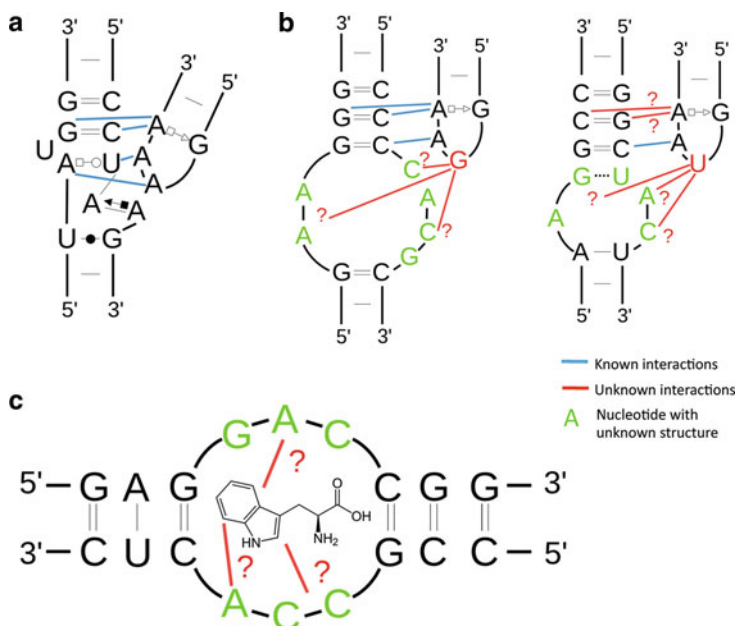 a
3' 5'
3'
5'
G C
G C A
G
U
A U A
A
A A
U G
5' 3'
b
3' 5' 3' 5'
G C
G C A G
G C A
C ? G
A A
?
A C ?
G
G C
5' 3'
3' 5' 3' 5'
C G ?
C G ? A G
G C A
G U U
? A ?
A C ?
A U
5' 3'
Known interactions
Unknown interactions
A Nucleotide with
unknown structure
c
G A C
?
5' G A G C G G 3'
O
OH
NH2
HN
3' C U C G C C 5'
? ?
A C C